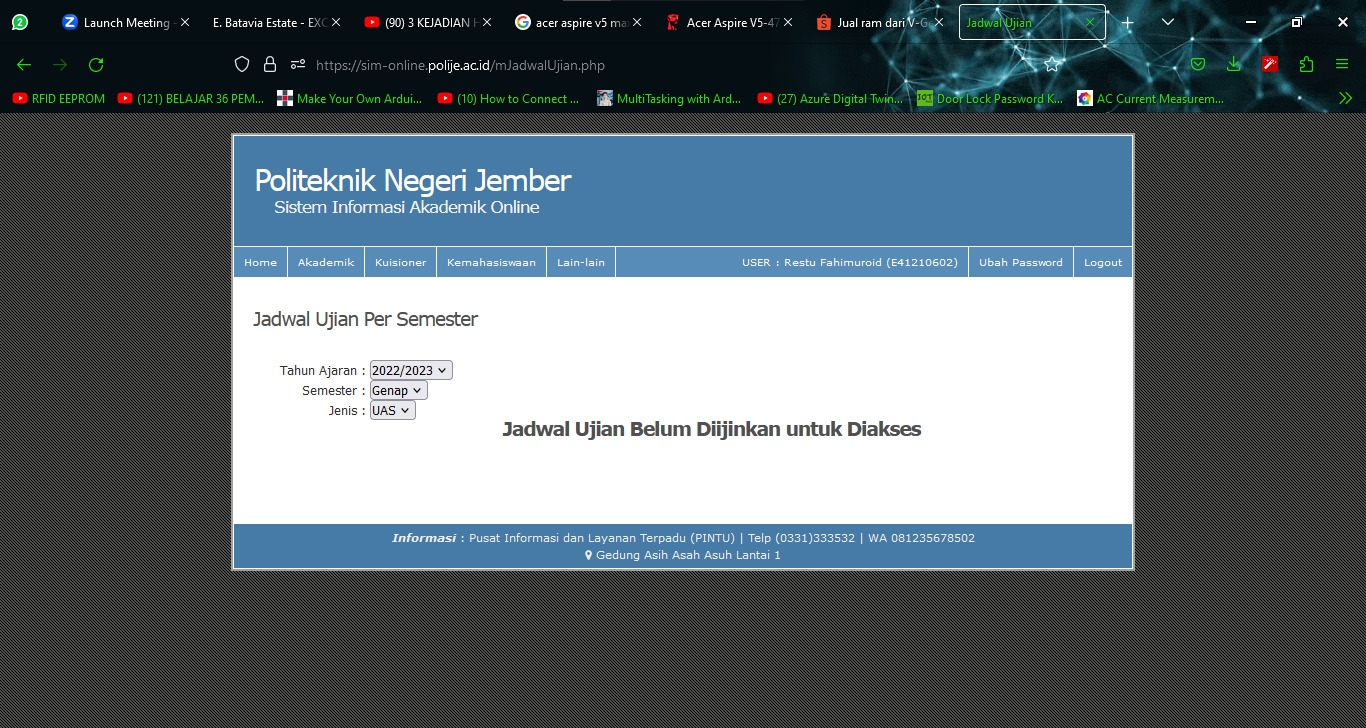 2
Launch Meeting -
E. Batavia Estate - EXC
(90) 3 KEJADIAN H
acer aspire v5 ma
Acer Aspire V5-47
Jual ram dari V-G
Jadwal Ujian
https://sim-online.polije.ac.id/mJadwalUjian.php
RFID EEPROM
(121) BELAJAR 36 PEM...
Make Your Own Ardui...
(10) How to Connect ...
MultiTasking with Ard...
(27) Azure Digital Twin...
IOT
Door Lock Password K...
AC Current Measurem...
Politeknik Negeri Jember
Sistem Informasi Akademik Online
Home
Akademik
Kuisioner
Kemahasiswaan
Lain-lain
USER : Restu Fahimuroid (E41210602)
Ubah Password
Logout
Jadwal Ujian Per Semester
Tahun Ajaran : 2022/2023
Semester : Genap
Jenis : UAS
Jadwal Ujian Belum Diijinkan untuk Diakses
Informasi : Pusat Informasi dan Layanan Terpadu (PINTU) | Telp (0331)333532 | WA 081235678502
Gedung Asih Asah Asuh Lantai 1